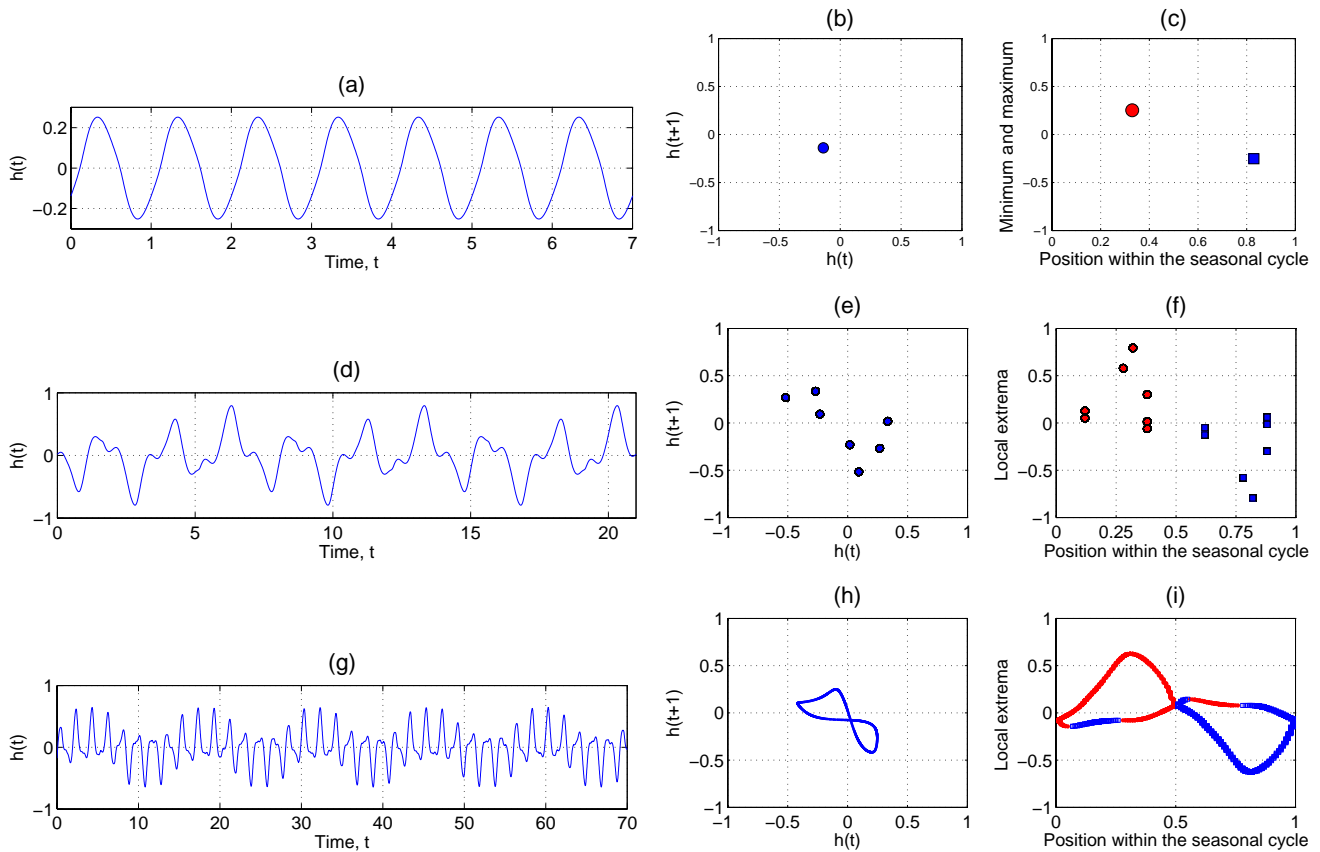 (a)
h(t)
0.2
0
−0.2
0 1 2 3 4 5 6 7
Time, t
(b)
h(t+1)
1
0.5
0
−0.5
−1
−1 −0.5 0 0.5 1
h(t)
(c)
Minimum and maximum
1
0.5
0
−0.5
−1
0 0.2 0.4 0.6 0.8 1
Position within the seasonal cycle
(d)
h(t)
1
0
−1
0 5 10 15 20
Time, t
(e)
h(t+1)
1
0.5
0
−0.5
−1
−1 −0.5 0 0.5 1
h(t)
(f)
Local extrema
1
0.5
0
−0.5
−1
0 0.25 0.5 0.75 1
Position within the seasonal cycle
(g)
h(t)
1
0
−1
0 10 20 30 40 50 60 70
Time, t
(h)
h(t+1)
1
0.5
0
−0.5
−1
−1 −0.5 0 0.5 1
h(t)
(i)
Local extrema
1
0.5
0
−0.5
−1
0 0.5 1
Position within the seasonal cycle